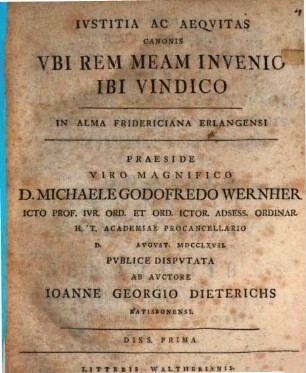 IVSTITIA AC AEQVITAS
CANONIS
VBI REM MEAM INVENIO
IBI VINDICO
IN ALMA FRIDERICIANA ERLANGENSI
PRAESIDE
VIRO MAGNIFICO
D. MICHAELE GODOFREDO WERNHER
ICTO PROF. IVR. ORD. ET ORD. ICTOR. ADSESS. ORDINAR.
H. T. ACADEMIAE PROCANCELLARIO
D. AVGVST. MDCCLXVII.
PVBLICE DISPVTATA
AB AVCTORE
IOANNE GEORGIO DIETERICHS
RATISBONENSI.
DISS. PRIMA.
LITTERIS WALTHERIANIS.